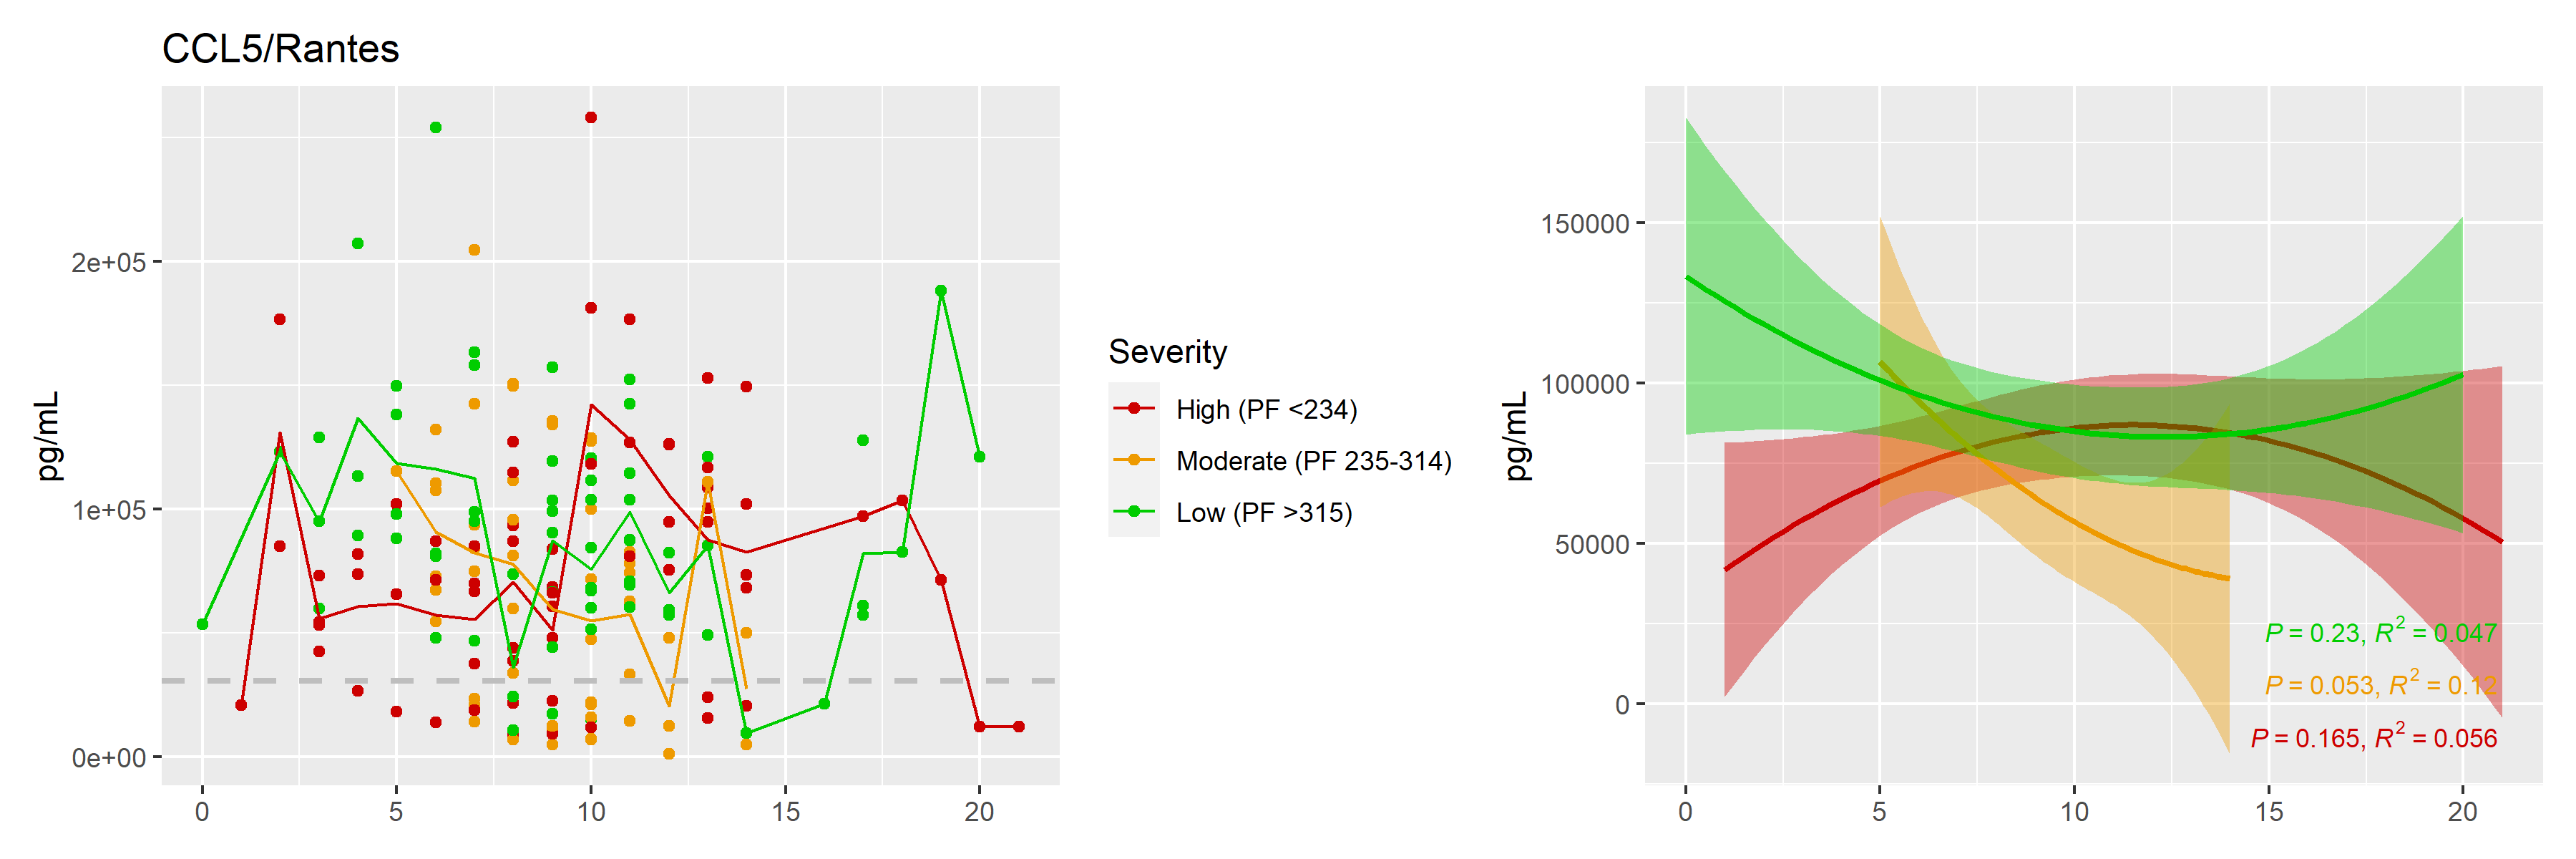 CCL5/Rantes
pg/mL
2e+05
1e+05
0e+00
0 5 10 15 20
Severity
High (PF <234)
Moderate (PF 235-314)
Low (PF >315)
pg/mL
150000
100000
50000
0
P = 0.23, R² = 0.047
P = 0.053, R² = 0.12
P = 0.165, R² = 0.056
0 5 10 15 20